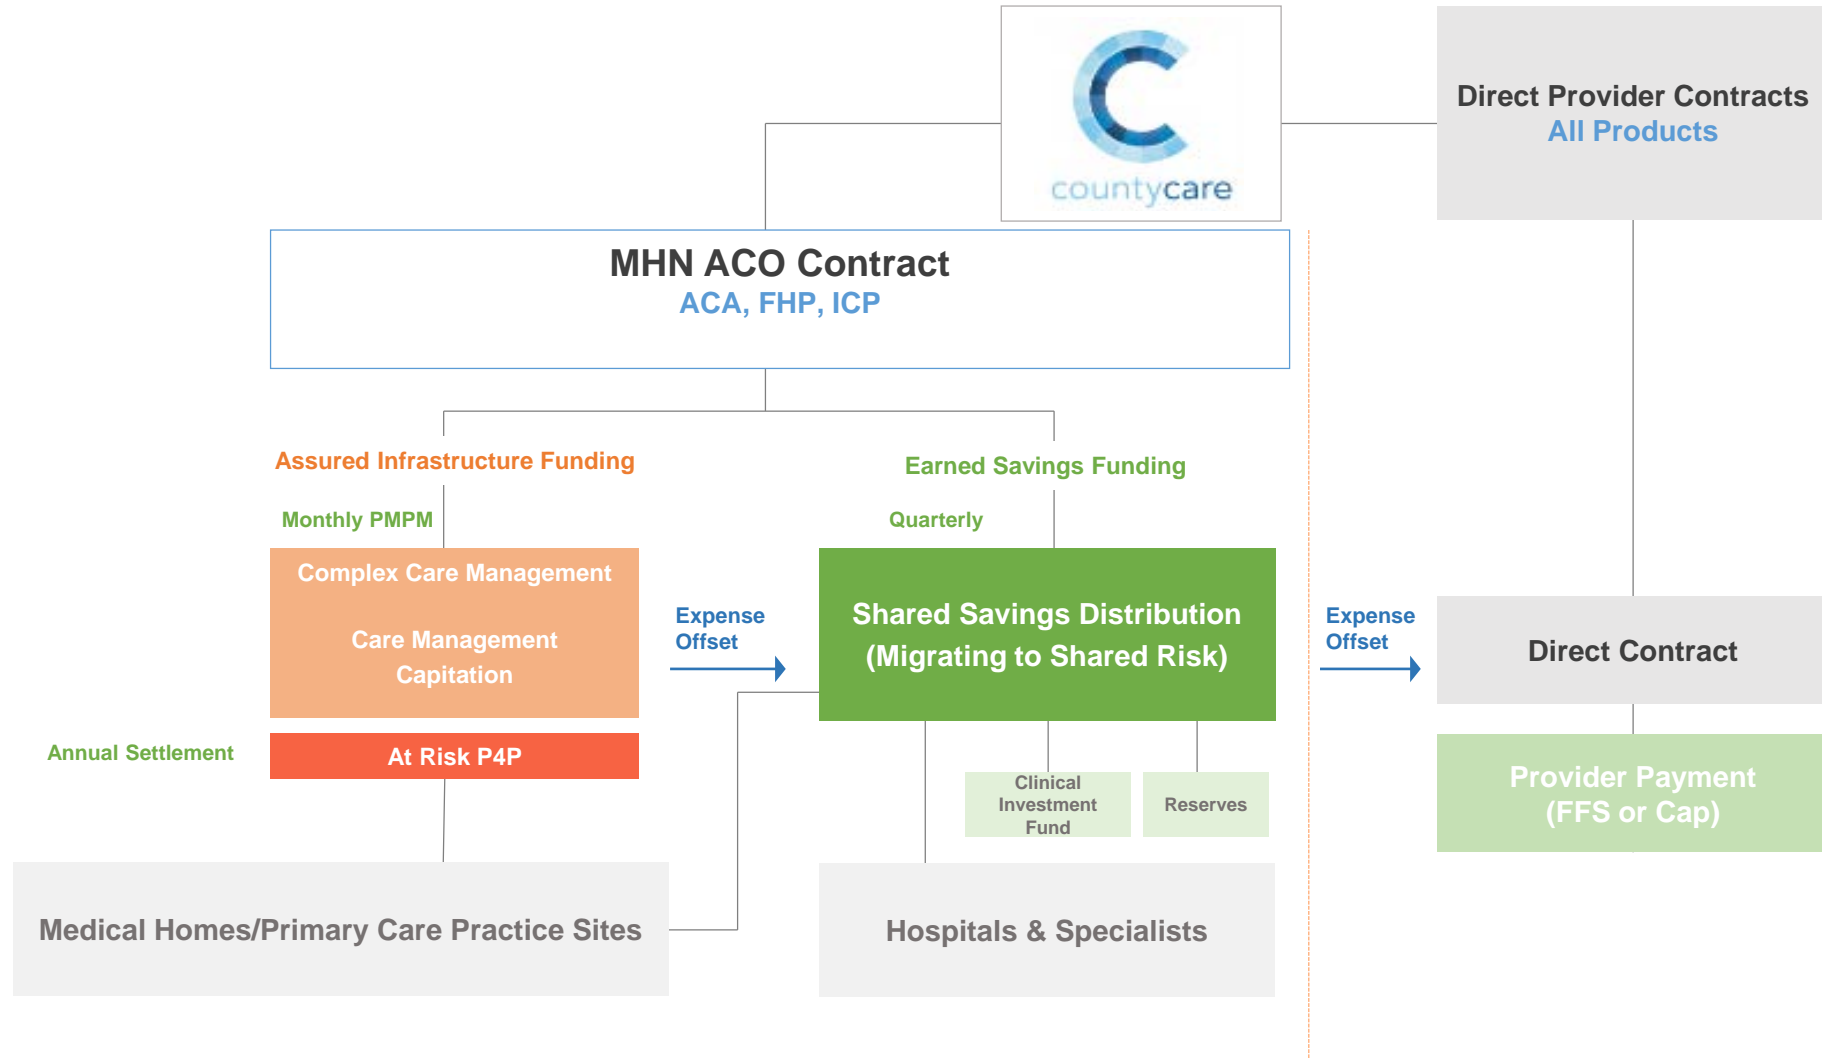 countycare
Direct Provider Contracts
All Products
MHN ACO Contract
ACA, FHP, ICP
Assured Infrastructure Funding
Earned Savings Funding
Monthly PMPM
Quarterly
Complex Care Management
Care Management
Capitation
Expense
Offset
Shared Savings Distribution
(Migrating to Shared Risk)
Expense
Offset
Direct Contract
Annual Settlement
At Risk P4P
Clinical
Investment
Fund
Reserves
Provider Payment
(FFS or Cap)
Medical Homes/Primary Care Practice Sites
Hospitals & Specialists